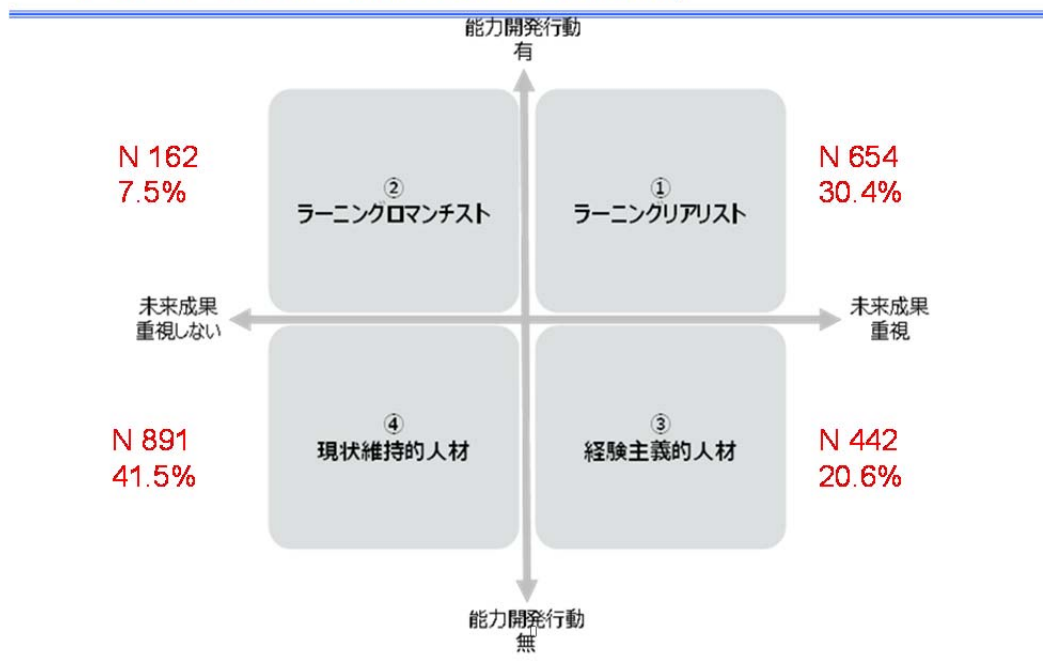 能力開発行動
有
N 162
7.5%
②
ラーニングロマンチスト
①
ラーニングリアリスト
N 654
30.4%
未来成果
重視しない
未来成果
重視
N 891
41.5%
④
現状維持的人材
③
経験主義的人材
N 442
20.6%
能力開発行動
無